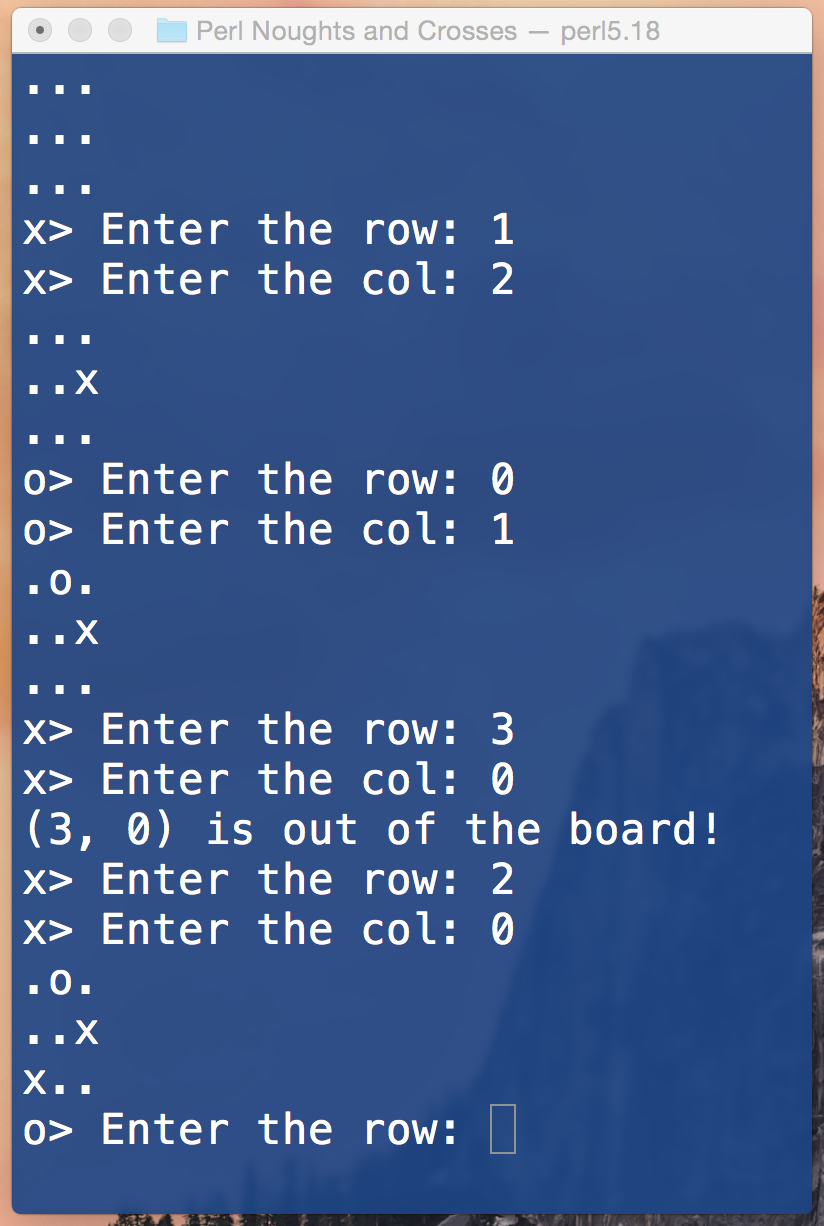 Perl Noughts and Crosses — perl5.18
...
...
...
x> Enter the row: 1
x> Enter the col: 2
...
..x
...
o> Enter the row: 0
o> Enter the col: 1
.o.
..x
...
x> Enter the row: 3
x> Enter the col: 0
(3, 0) is out of the board!
x> Enter the row: 2
x> Enter the col: 0
.o.
..x
x..
o> Enter the row: